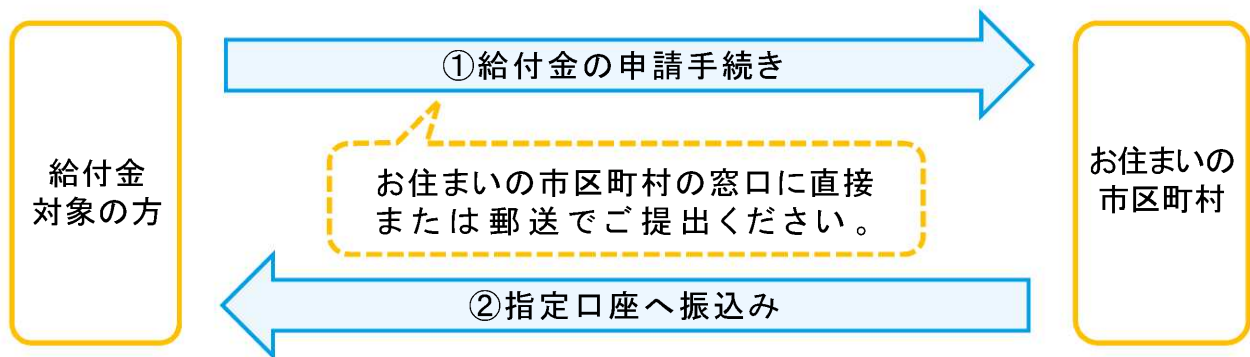 給付金
対象の方
①給付金の申請手続き
お住まいの市区町村の窓口に直接
または郵送でご提出ください。
②指定口座へ振込み
お住まいの
市区町村